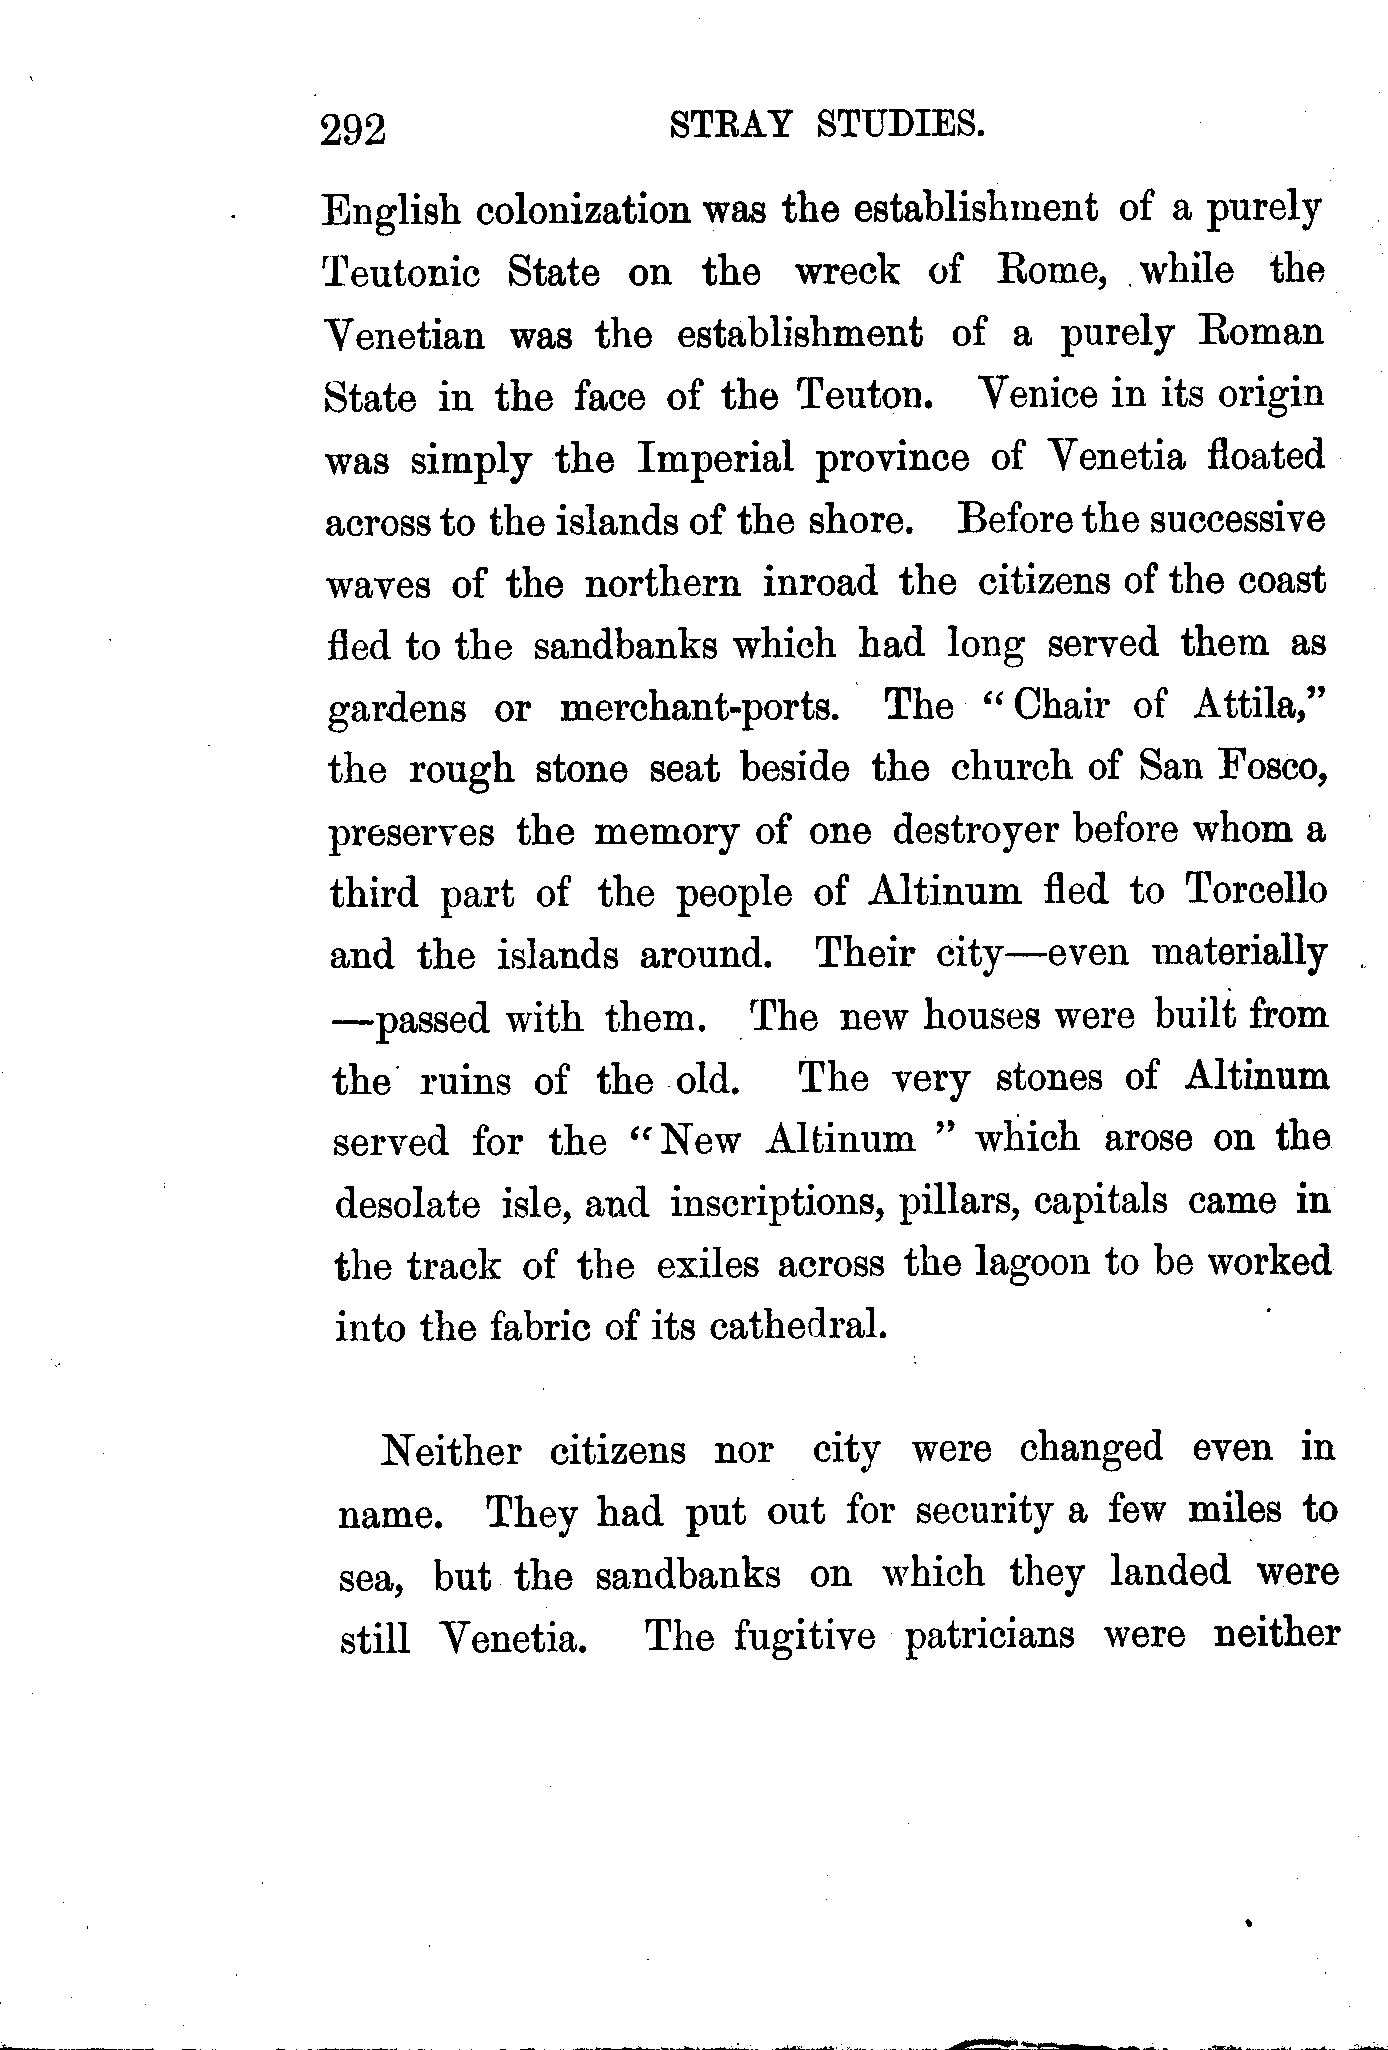 292 STRAY STUDIES.
English colonization was the establishment of a purely
Teutonic State on the wreck of Rome, while the
Venetian was the establishment of a purely Roman
State in the face of the Teuton. Venice in its origin
was simply the Imperial province of Venetia floated
across to the islands of the shore. Before the successive
waves of the northern inroad the citizens of the coast
fled to the sandbanks which had long served them as
gardens or merchant-ports. The “Chair of Attila,”
the rough stone seat beside the church of San Fosco,
preserves the memory of one destroyer before whom a
third part of the people of Altinum fled to Torcello
and the islands around. Their city—even materially
—passed with them. The new houses were built from
the ruins of the old. The very stones of Altinum
served for the “New Altinum” which arose on the
desolate isle, and inscriptions, pillars, capitals came in
the track of the exiles across the lagoon to be worked
into the fabric of its cathedral.
Neither citizens nor city were changed even in
name. They had put out for security a few miles to
sea, but the sandbanks on which they landed were
still Venetia. The fugitive patricians were neither